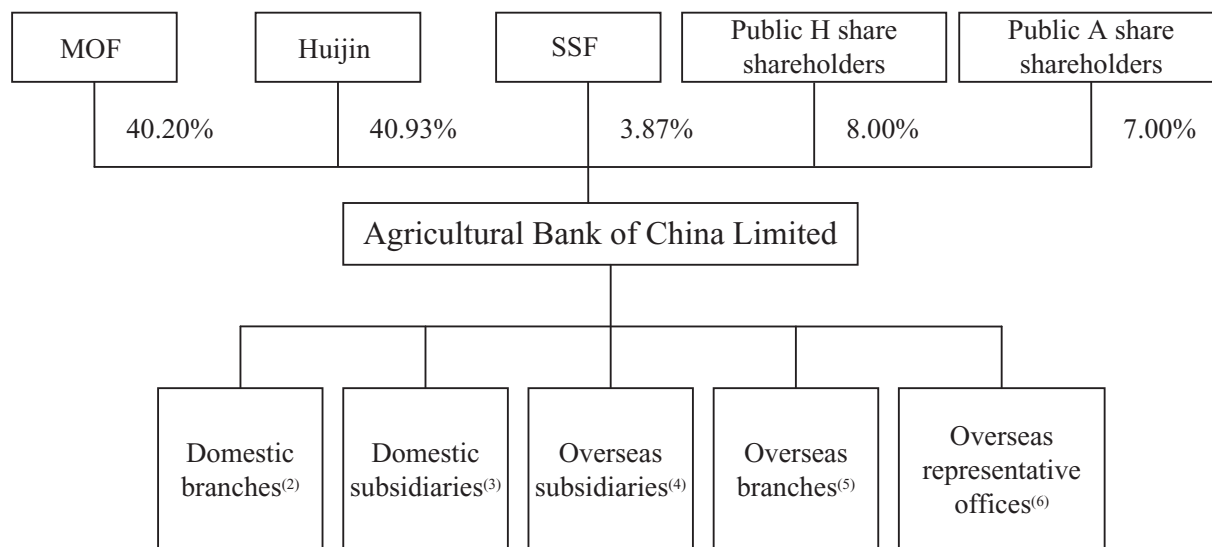 MOF
Huijin
SSF
Public H share
shareholders
Public A share
shareholders
40.20%
40.93%
3.87%
8.00%
7.00%
Agricultural Bank of China Limited
Domestic
branches(2)
Domestic
subsidiaries(3)
Overseas
subsidiaries(4)
Overseas
branches(5)
Overseas
representative
offices(6)